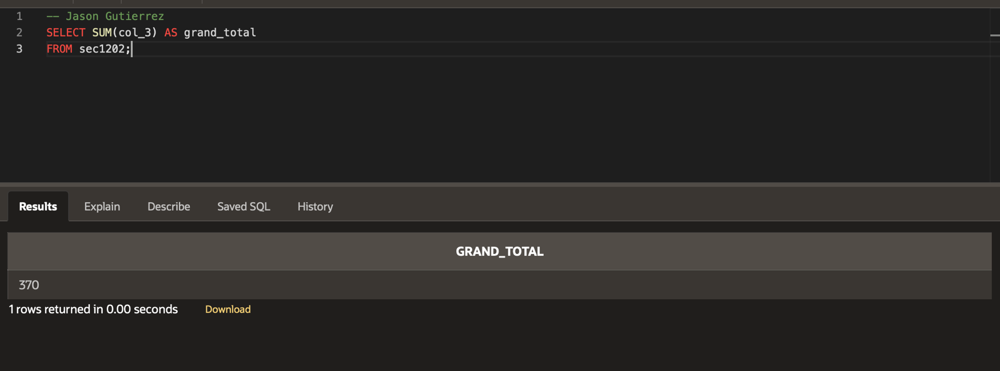 1 -- Jason Gutierrez
2 SELECT SUM(col_3) AS grand_total
3 FROM sec1202;
Results Explain Describe Saved SQL History
GRAND_TOTAL
370
1 rows returned in 0.00 seconds Download